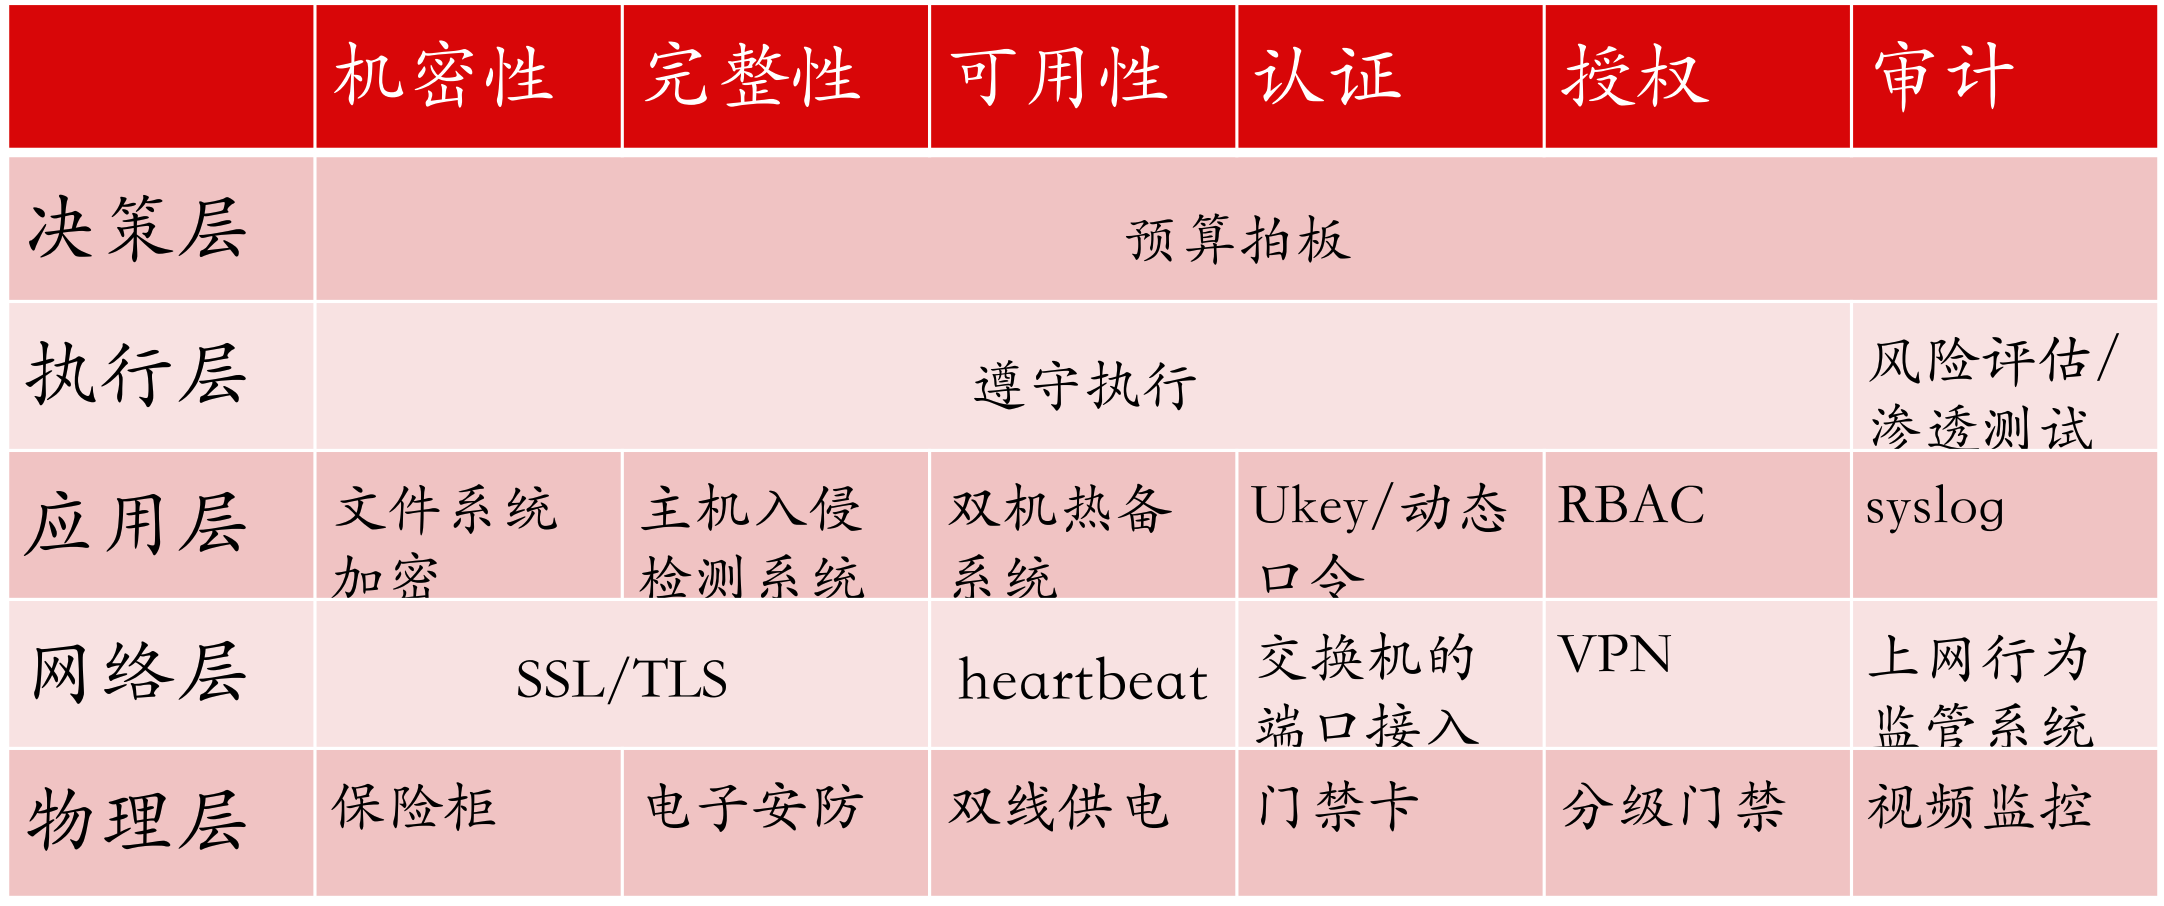 机密性 完整性 可用性 认证 授权 审计
决策层 预算拍板
执行层 遵守执行 风险评估/
渗透测试
应用层 文件系统 主机入侵 双机热备 Ukey/动态 RBAC syslog
加密 检测系统 系统 口令
网络层 SSL/TLS heartbeat 交换机的 VPN 上网行为
端口接入 监管系统
物理层 保险柜 电子安防 双线供电 门禁卡 分级门禁 视频监控